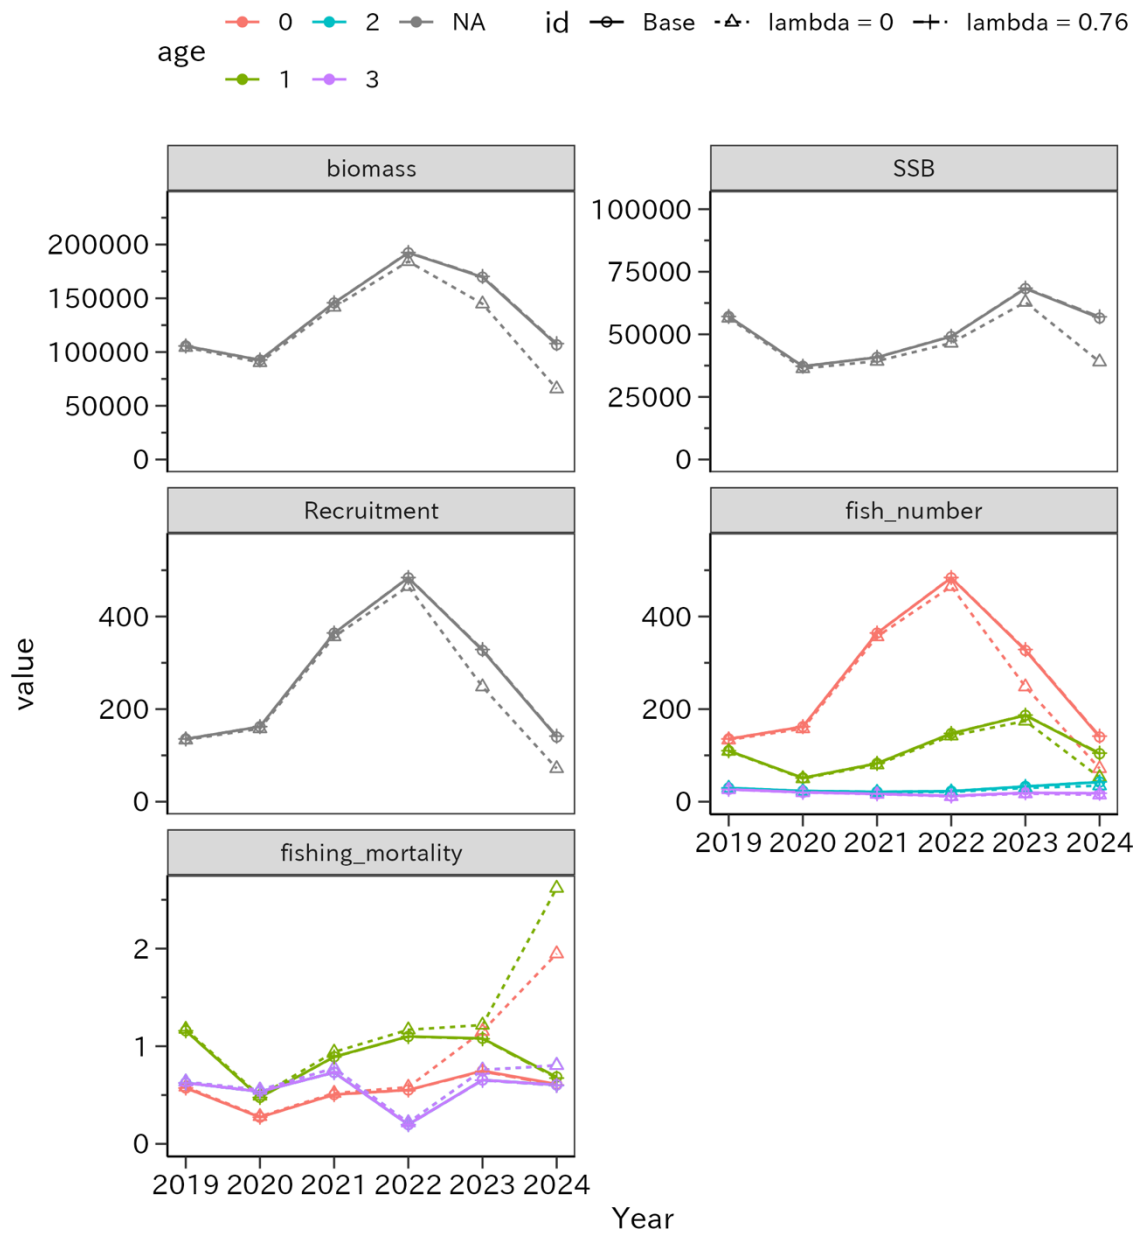 age
0 2 NA
1 3
id Base lambda = 0 lambda = 0.76
biomass
200000
150000
100000
50000
0
SSB
100000
75000
50000
25000
0
Recruitment
400
200
0
fish_number
400
200
0
2019 2020 2021 2022 2023 2024
fishing_mortality
2
1
0
2019 2020 2021 2022 2023 2024
value
Year